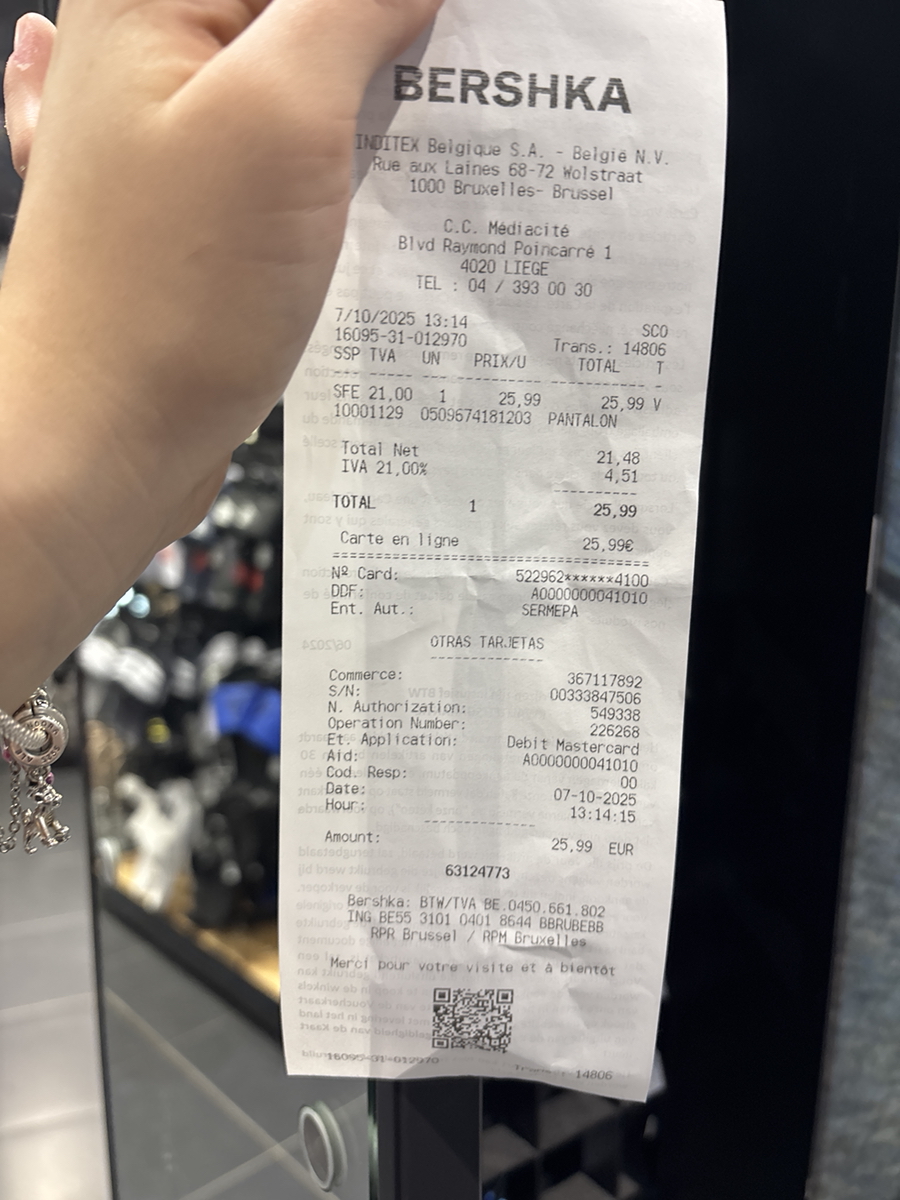 BERSHKA
INDITEX Belgique S.A. - België N.V.
Rue aux Laines 68-72 Wolstraat
1000 Bruxelles- Brussel
C.C. Médiacité
Blvd Raymond Poincarré 1
4020 LIEGE
TEL : 04 / 393 00 30
7/10/2025 13:14 SCO
16095-31-012970 Trans.: 14806
SSP TVA UN PRIX/U TOTAL T
SFE 21,00 1 25,99 25,99 V
10001129 0509674181203 PANTALON
Total Net 21,48
IVA 21,00% 4,51
TOTAL 1 25,99
Carte en ligne 25,99€
Nº Card: 522962******4100
DDF: A0000000041010
Ent. Aut.: SERMEPA
OTRAS TARJETAS
Commerce: 367117892
S/N: 00333847506
N. Authorization: 549338
Operation Number: 226268
Et. Application: Debit Mastercard
Aid: A0000000041010
Cod. Resp: 00
Date: 07-10-2025
Hour: 13:14:15
Amount: 25,99 EUR
63124773
Bershka: BTW/TVA BE.0450.661.802
ING BE55 3101 0401 8644 BBRUBEBB
RPR Brussel / RPM Bruxelles
Merci pour votre visite et à bientôt
16095-31-012970 14806